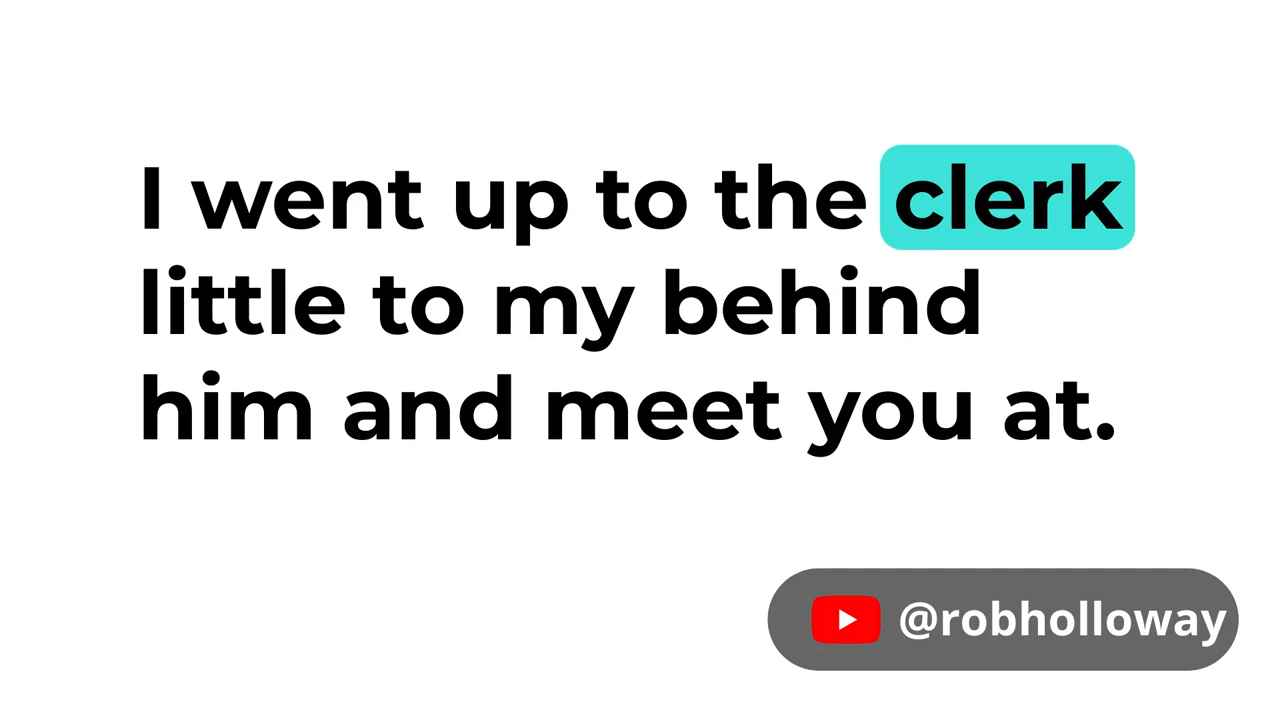 I went up to the clerk
little to my behind
him and meet you at.
@robholloway